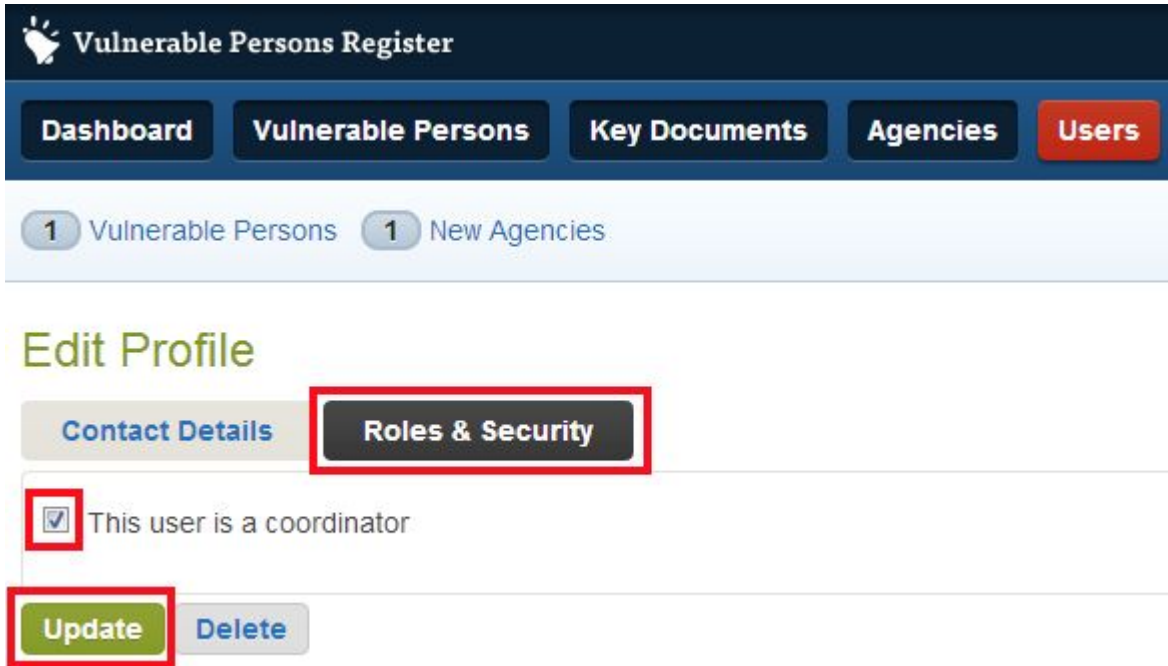 Vulnerable Persons Register
Dashboard Vulnerable Persons Key Documents Agencies Users
1 Vulnerable Persons 1 New Agencies
Edit Profile
Contact Details Roles & Security
This user is a coordinator
Update Delete